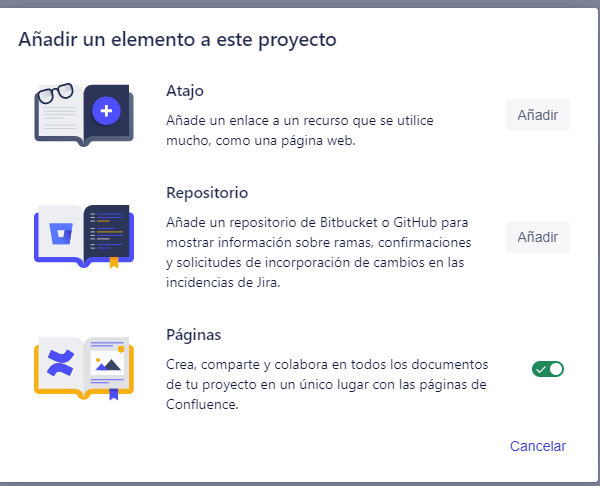 Añadir un elemento a este proyecto
Atajo
Añade un enlace a un recurso que se utilice
mucho, como una página web.
Añadir
Repositorio
Añade un repositorio de Bitbucket o GitHub para
mostrar información sobre ramas, confirmaciones
y solicitudes de incorporación de cambios en las
incidencias de Jira.
Añadir
Páginas
Crea, comparte y colabora en todos los documentos
de tu proyecto en un único lugar con las páginas de
Confluence.
Cancelar